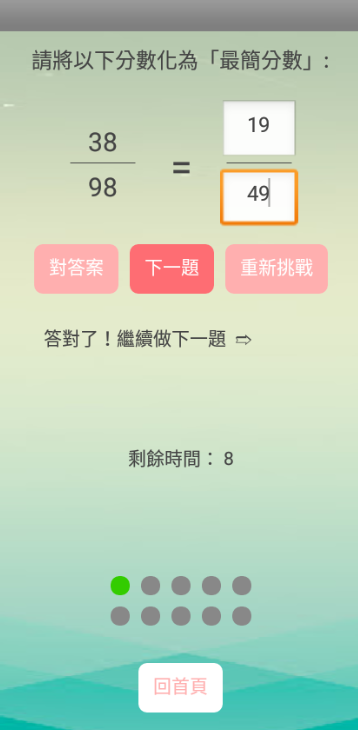 請將以下分數化為「最簡分數」:
38
98
=
19
49
對答案 下一題 重新挑戰
答對了！繼續做下一題 ⇨
剩餘時間： 8
回首頁